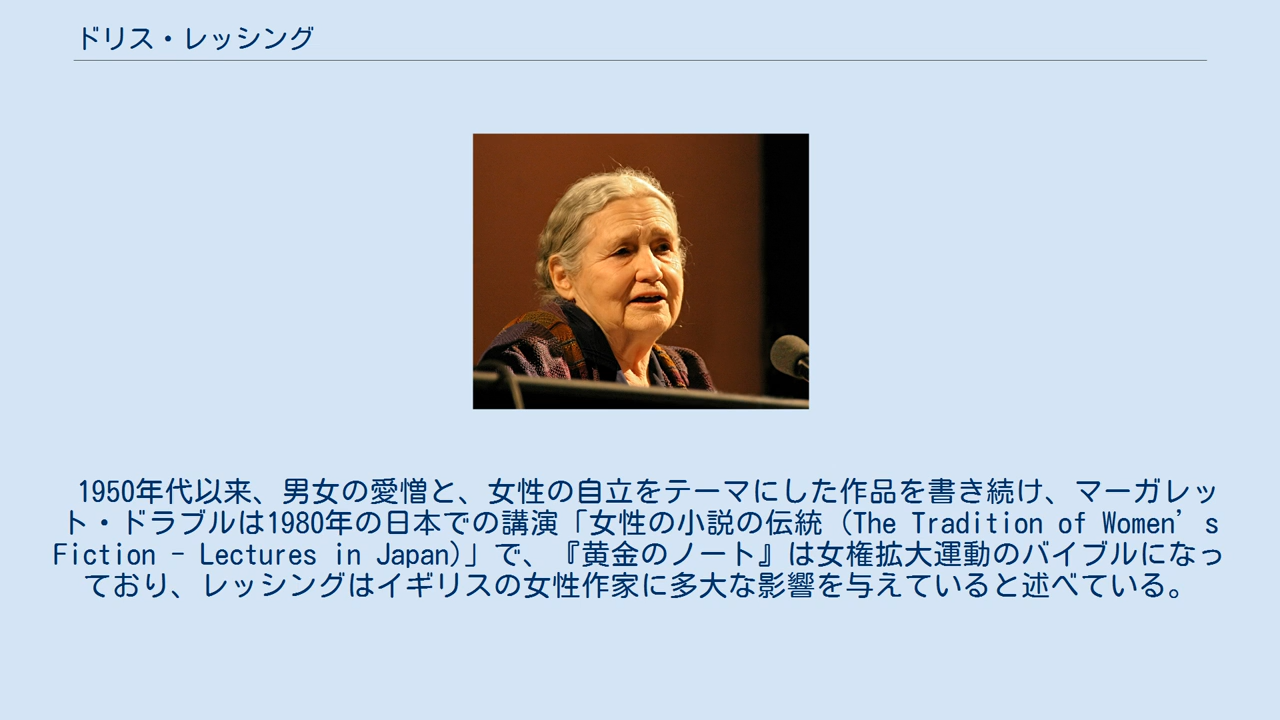 ドリス・レッシング
1950年代以来、男女の愛憎と、女性の自立をテーマにした作品を書き続け、マーガレッ
ト・ドラブルは1980年の日本での講演「女性の小説の伝統（The Tradition of Women’s
Fiction - Lectures in Japan)」で、『黄金のノート』は女権拡大運動のバイブルになっ
ており、レッシングはイギリスの女性作家に多大な影響を与えていると述べている。